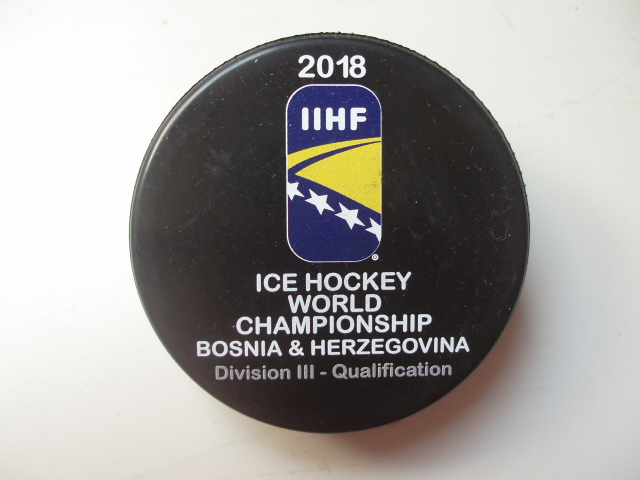 2018
IIHF
®
ICE HOCKEY
WORLD
CHAMPIONSHIP
BOSNIA & HERZEGOVINA
Division III - Qualification